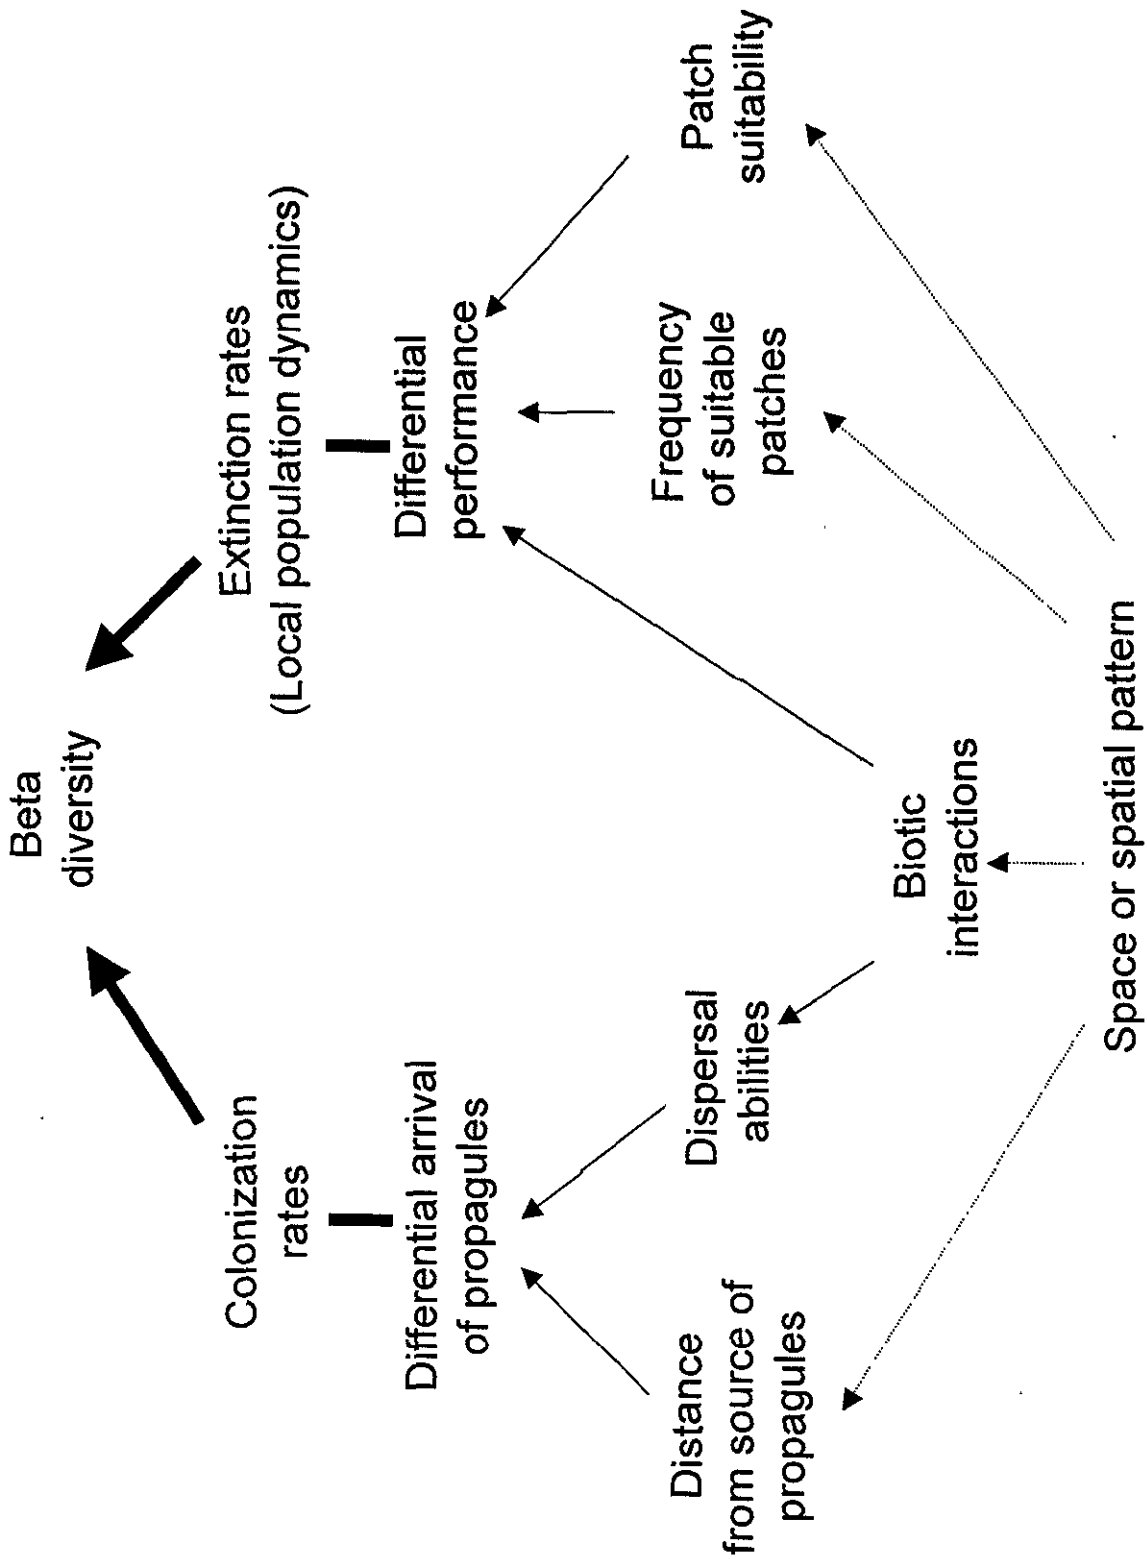 Beta
diversity
Colonization
rates
Extinction rates
(Local population dynamics)
Differential arrival
of propagules
Differential
performance
Distance
from source of
propagules
Dispersal
abilities
Frequency
of suitable
patches
Patch
suitability
Biotic
interactions
Space or spatial pattern